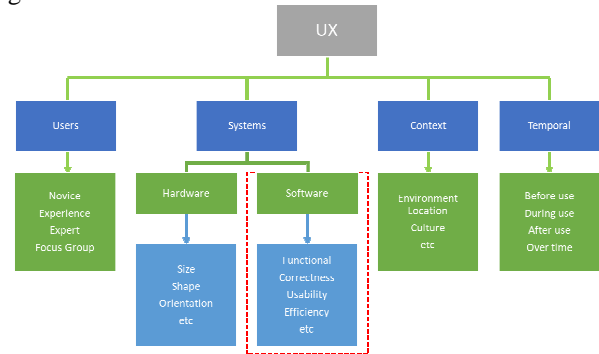 UX
Users
Systems
Context
Temporal
Novice
Experience
Expert
Focus Group
Hardware
Software
Environment
Location
Culture
etc
Before use
During use
After use
Over time
Size
Shape
Orientation
etc
Functional
Correctness
Usability
Efficiency
etc